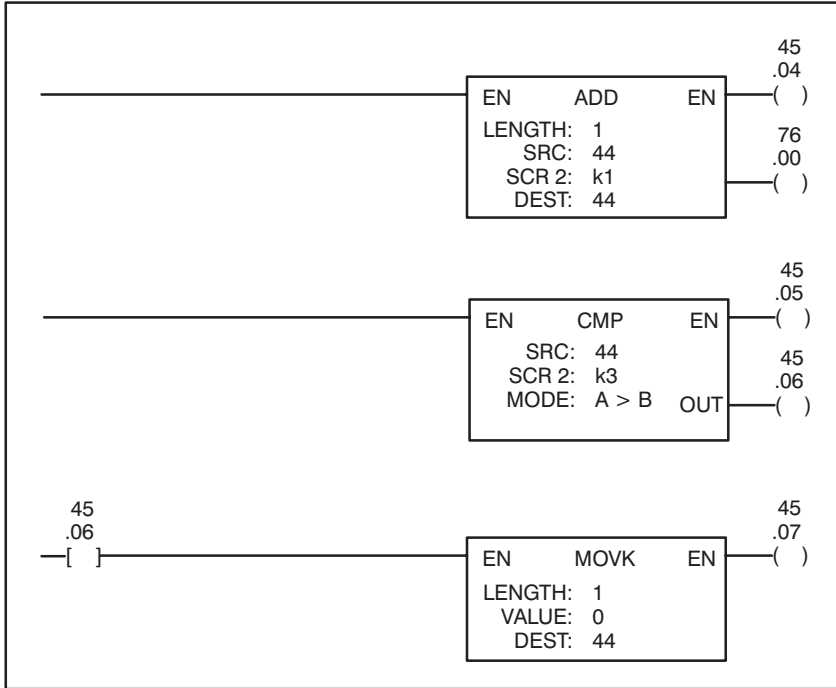 45
.04
EN ADD EN ( )
LENGTH: 1
SRC: 44
SCR 2: k1
DEST: 44
76
.00
( )
45
.05
EN CMP EN ( )
SRC: 44
SCR 2: k3
MODE: A > B
45
.06
OUT ( )
45
.06
[ ]
45
.07
EN MOVK EN ( )
LENGTH: 1
VALUE: 0
DEST: 44